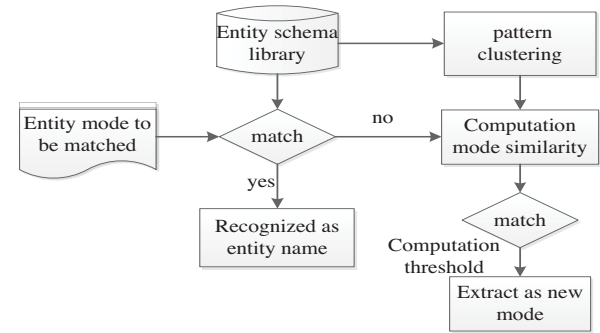 Entity schema
library
pattern
clustering
Entity mode to
be matched
match
no
Computation
mode similarity
yes
Recognized as
entity name
match
Computation
threshold
Extract as new
mode